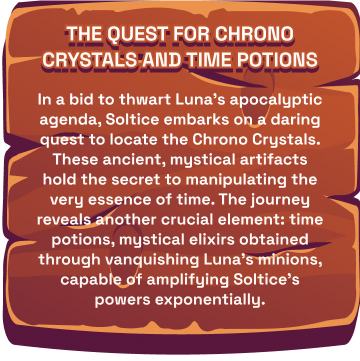 THE QUEST FOR CHRONO
CRYSTALS AND TIME POTIONS
In a bid to thwart Luna's apocalyptic
agenda, Soltice embarks on a daring
quest to locate the Chrono Crystals.
These ancient, mystical artifacts
hold the secret to manipulating the
very essence of time. The journey
reveals another crucial element: time
potions, mystical elixirs obtained
through vanquishing Luna's minions,
capable of amplifying Soltice's
powers exponentially.